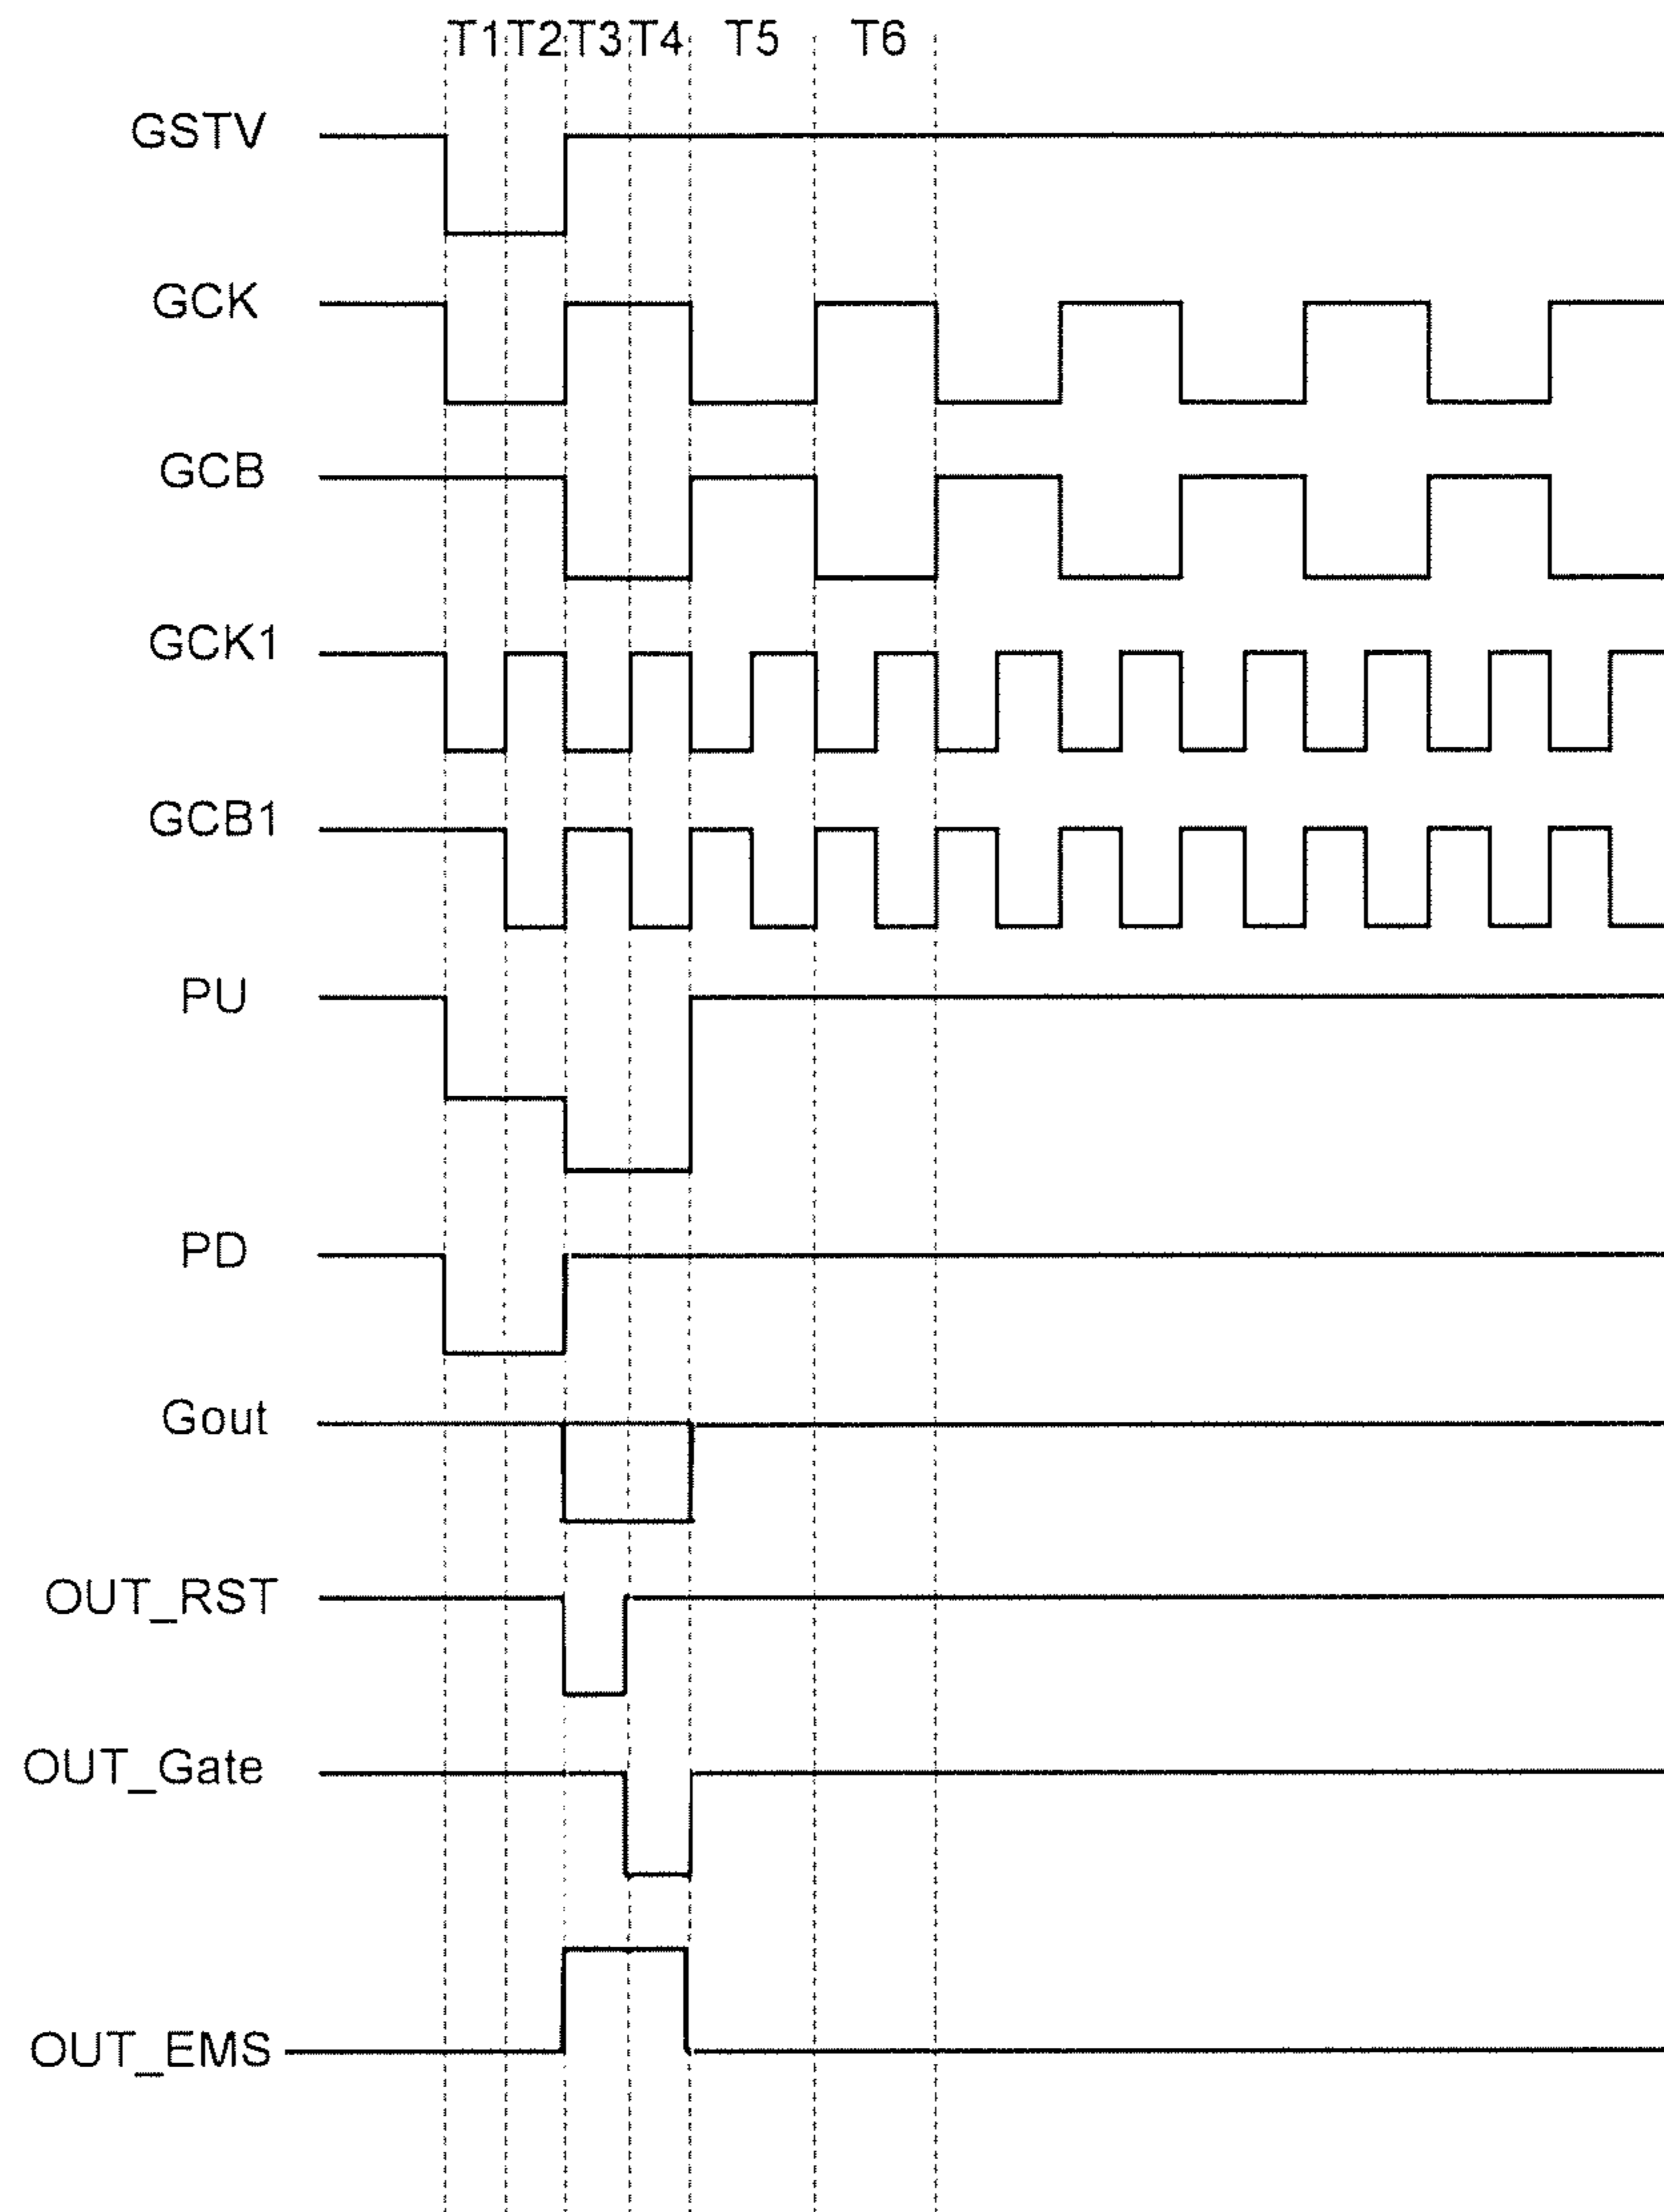 T1 T2 T3 T4 T5 T6
GSTV
GCK
GCB
GCK1
GCB1
PU
PD
Gout
OUT_RST
OUT_Gate
OUT_EMS